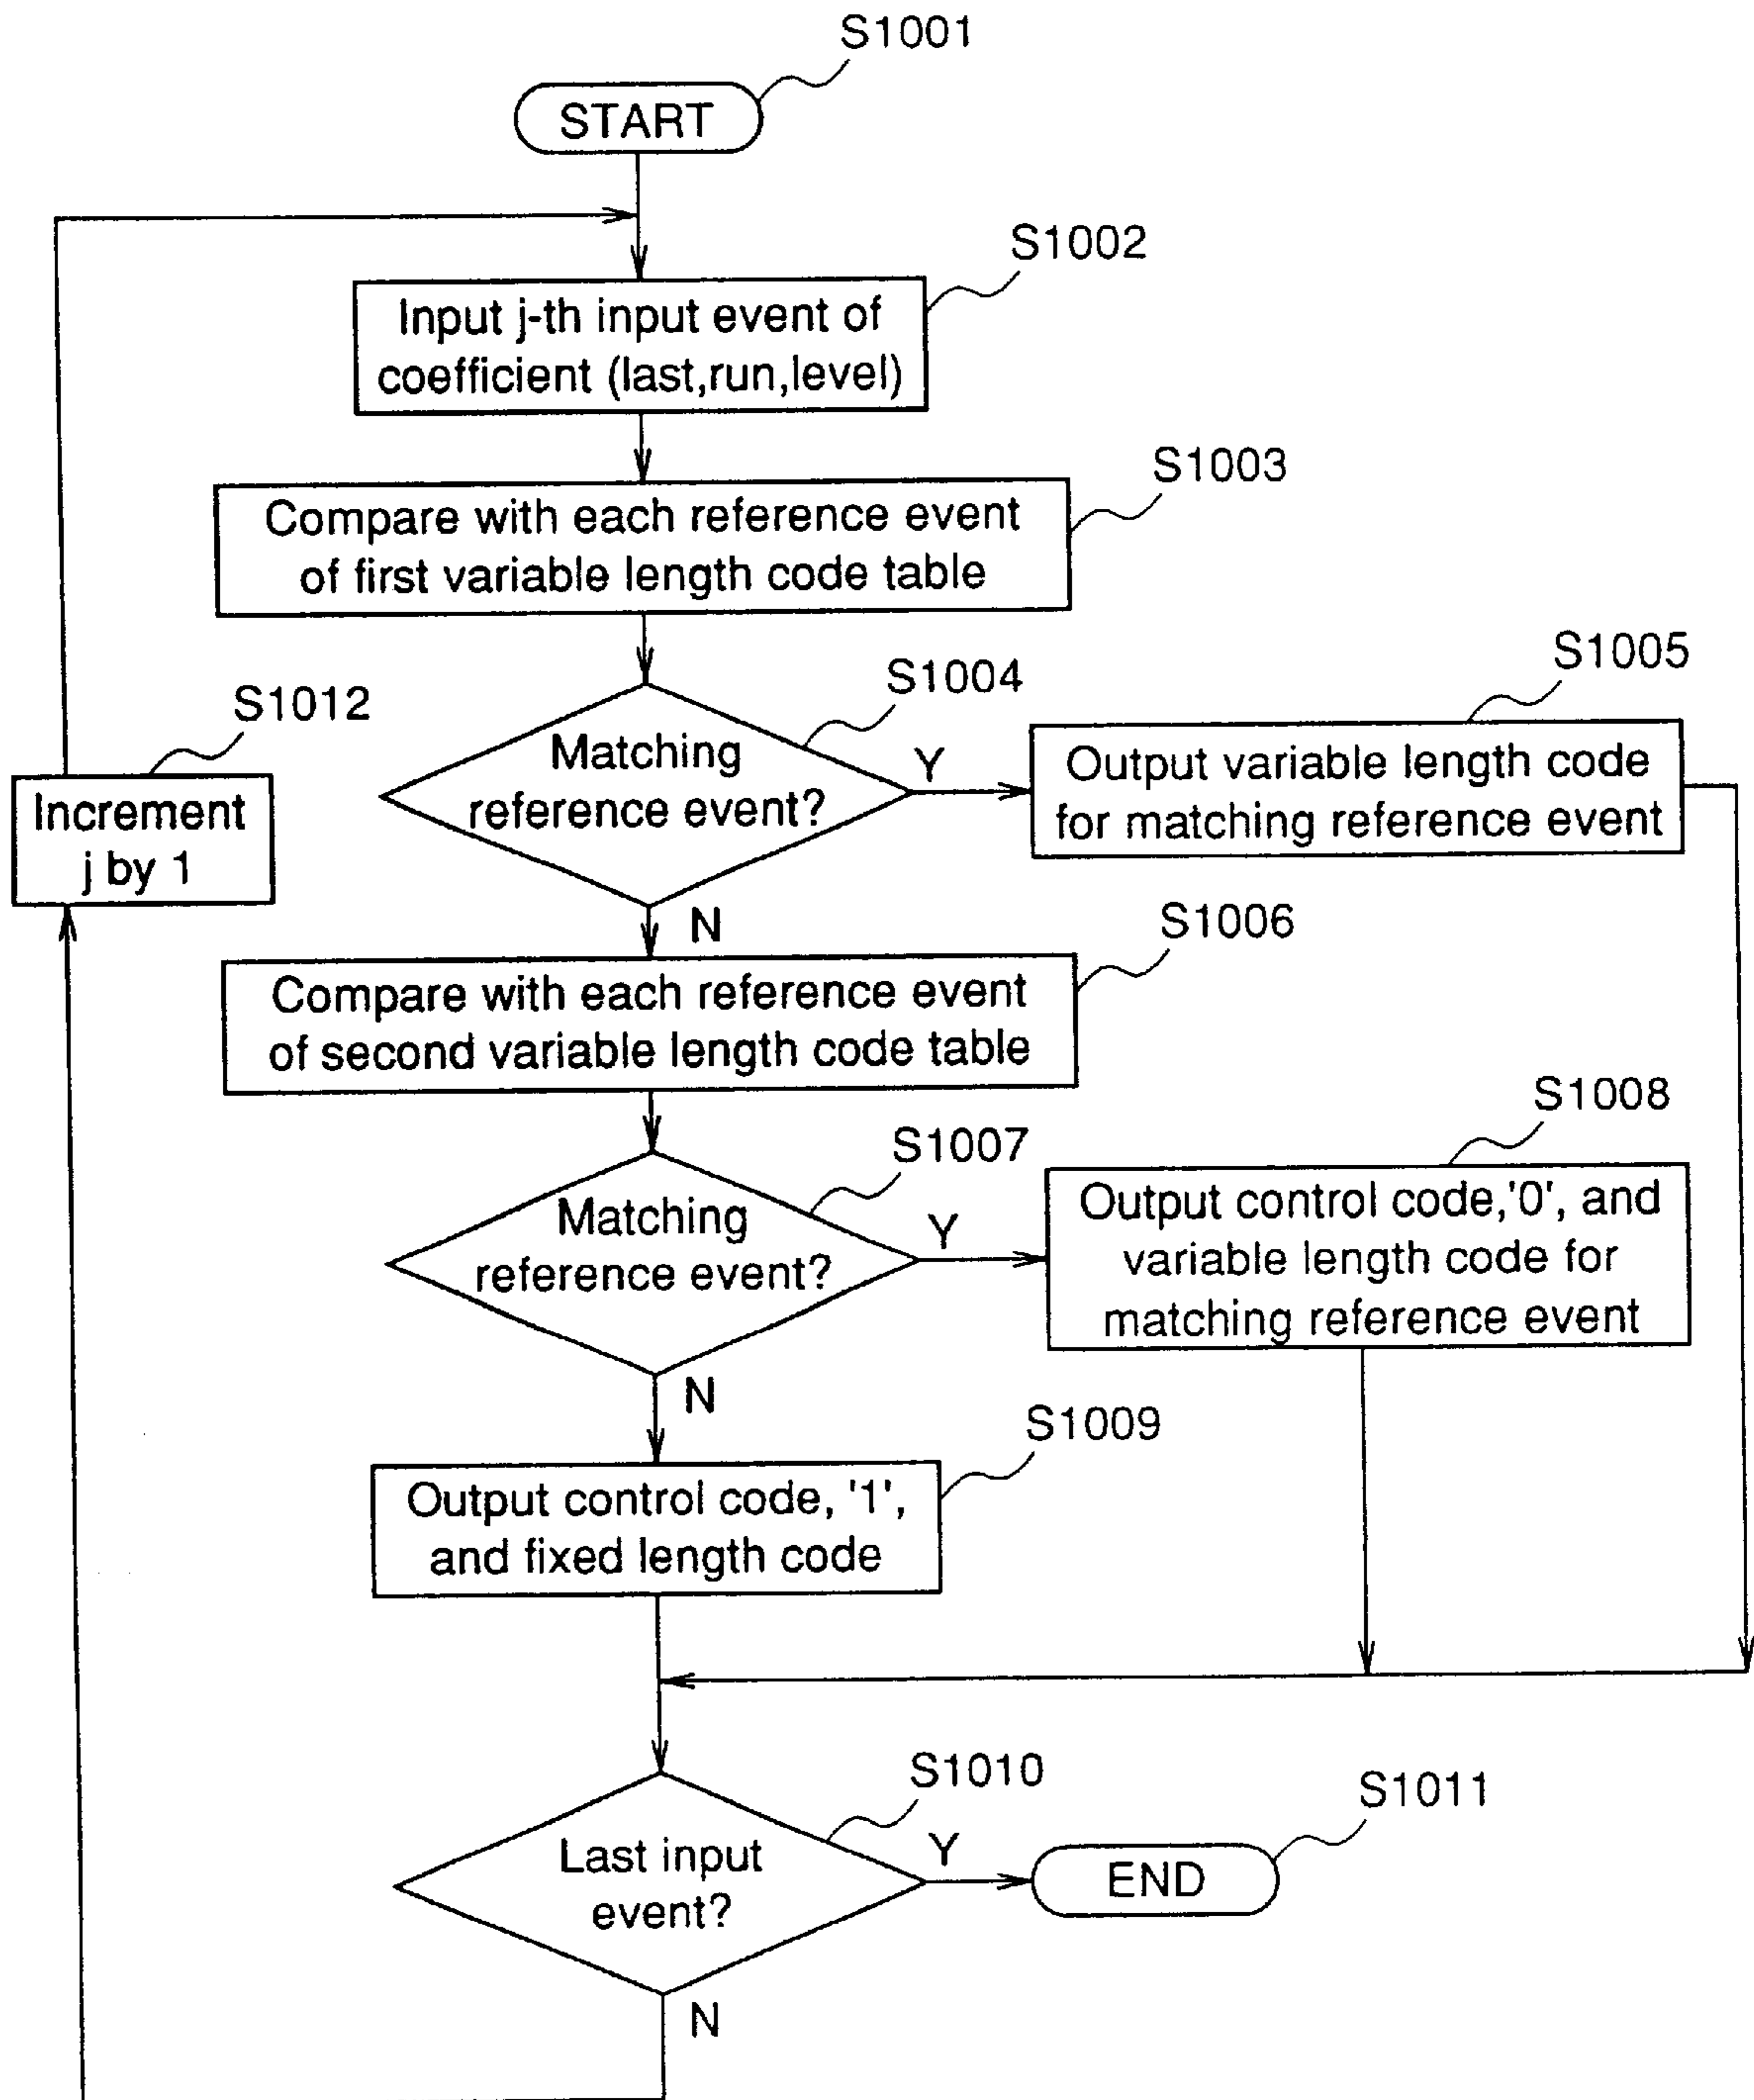 S1001
START
S1002
Input j-th input event of
coefficient (last,run,level)
S1003
Compare with each reference event
of first variable length code table
S1004
Matching
reference event?
Y
S1005
Output variable length code
for matching reference event
S1012
Increment
j by 1
N
S1006
Compare with each reference event
of second variable length code table
S1007
Matching
reference event?
Y
S1008
Output control code,'0', and
variable length code for
matching reference event
N
S1009
Output control code, '1',
and fixed length code
S1010
Last input
event?
Y
S1011
END
N